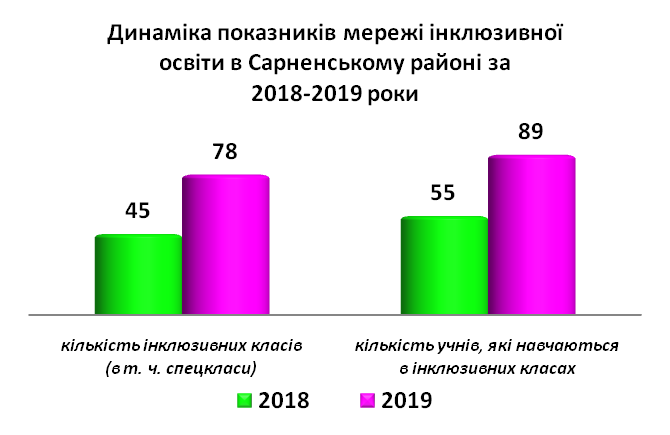 Динаміка показників мережі інклюзивної
освіти в Сарненському районі за
2018-2019 роки
45
78
55
89
кількість інклюзивних класів
(в т. ч. спецкласи)
кількість учнів, які навчаються
в інклюзивних класах
2018
2019